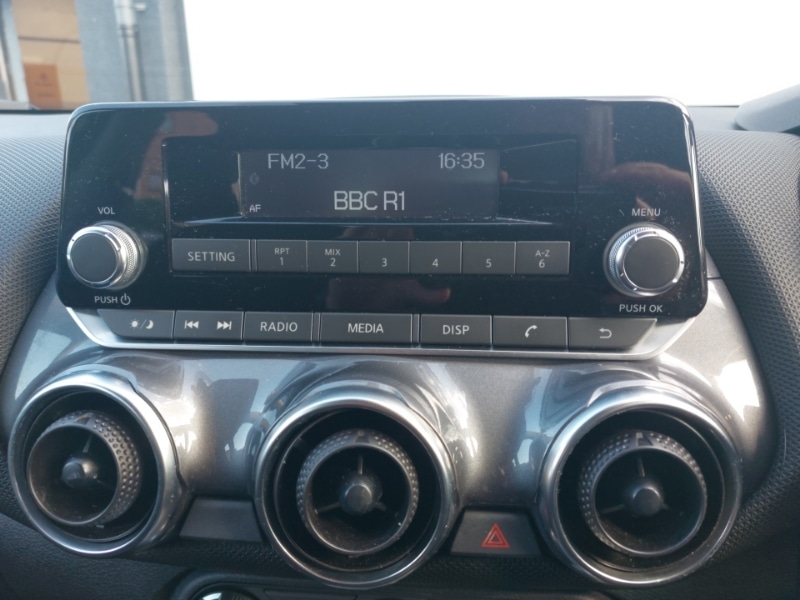 FM2-3 16:35
AF BBC R1
VOL MENU
SETTING RPT 1 MIX 2 3 4 5 A-Z 6
PUSH PUSH OK
RADIO MEDIA DISP